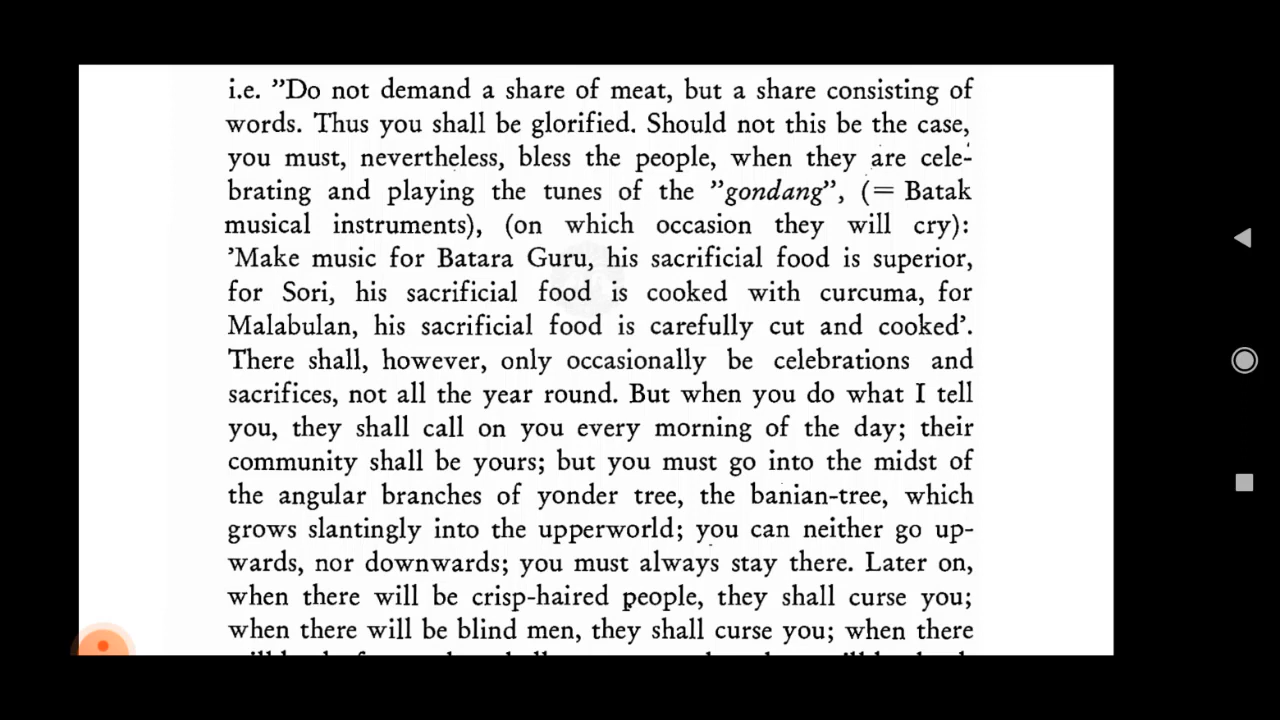 i.e. ”Do not demand a share of meat, but a share consisting of
words. Thus you shall be glorified. Should not this be the case,
you must, nevertheless, bless the people, when they are cele-
brating and playing the tunes of the ”gondang”, (= Batak
musical instruments), (on which occasion they will cry):
’Make music for Batara Guru, his sacrificial food is superior,
for Sori, his sacrificial food is cooked with curcuma, for
Malabulan, his sacrificial food is carefully cut and cooked’.
There shall, however, only occasionally be celebrations and
sacrifices, not all the year round. But when you do what I tell
you, they shall call on you every morning of the day; their
community shall be yours; but you must go into the midst of
the angular branches of yonder tree, the banian-tree, which
grows slantingly into the upperworld; you can neither go up-
wards, nor downwards; you must always stay there. Later on,
when there will be crisp-haired people, they shall curse you;
when there will be blind men, they shall curse you; when there